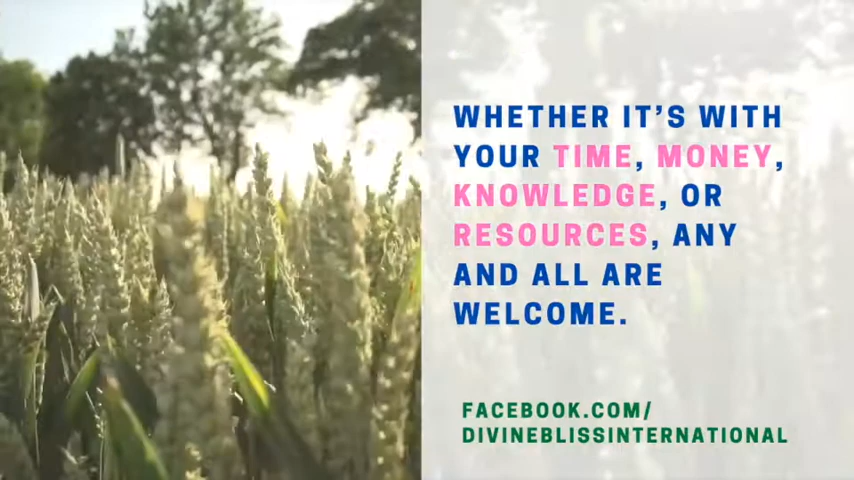 WHETHER IT’S WITH
YOUR TIME, MONEY,
KNOWLEDGE, OR
RESOURCES, ANY
AND ALL ARE
WELCOME.
FACEBOOK.COM/
DIVINEBLISSINTERNATIONAL